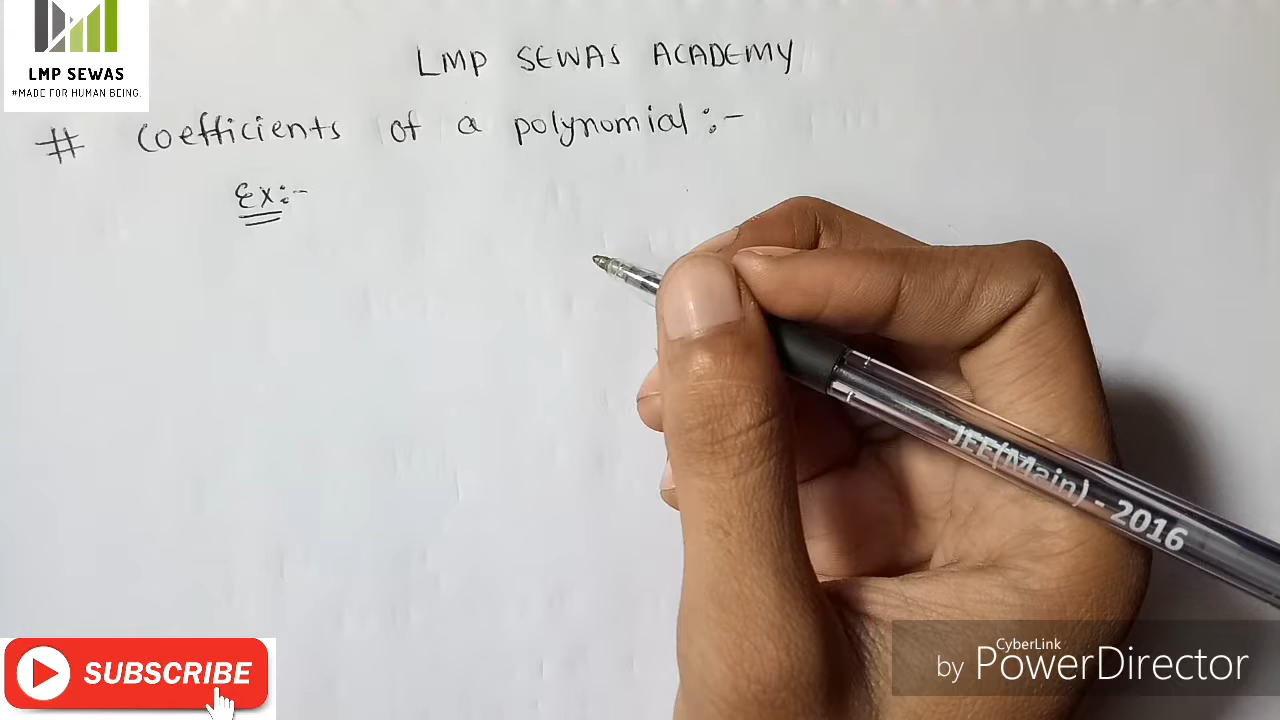 LMP SEWAS
#MADE FOR HUMAN BEING.
LMP SEWAS ACADEMY
# Coefficients of a polynomial :-
Ex:-
JEE(Main) - 2016
SUBSCRIBE
CyberLink
by PowerDirector